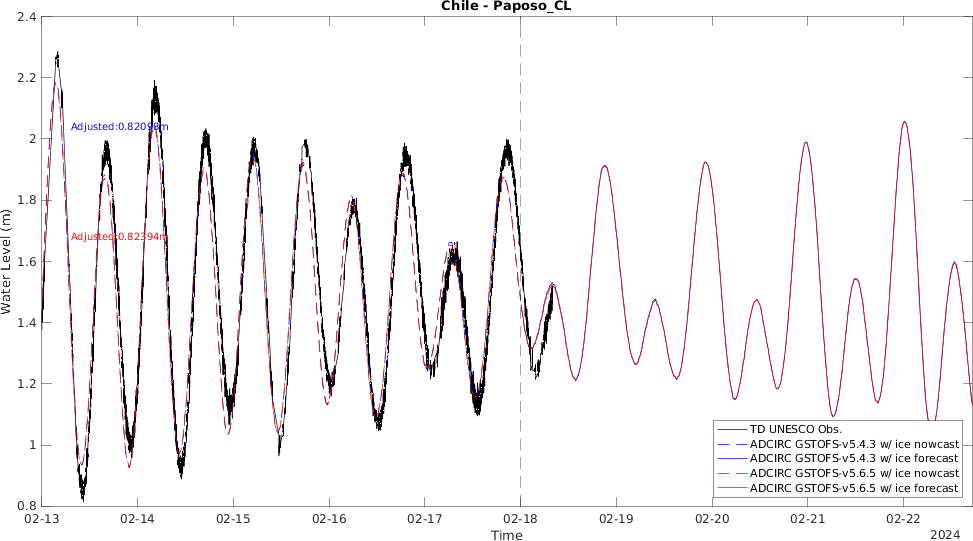 Chile - Paposo_CL
2.4
2.2
2
1.8
1.6
1.4
1.2
1
0.8
Water Level (m)
Adjusted:0.82098m
Adjusted:0.82394m
TD UNESCO Obs.
ADCIRC GSTOFS-v5.4.3 w/ ice nowcast
ADCIRC GSTOFS-v5.4.3 w/ ice forecast
ADCIRC GSTOFS-v5.6.5 w/ ice nowcast
ADCIRC GSTOFS-v5.6.5 w/ ice forecast
02-13 02-14 02-15 02-16 02-17 02-18 02-19 02-20 02-21 02-22
Time
2024